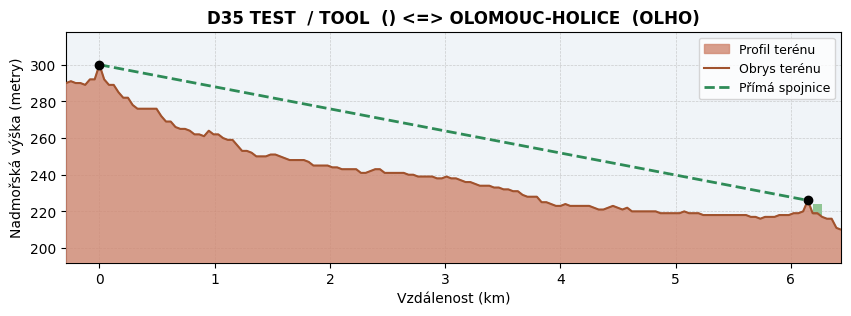 D35 TEST  / TOOL  () <=> OLOMOUC-HOLICE  (OLHO)
Nadmořská výška (metry)
300
280
260
240
220
200
Profil terénu
Obrys terénu
Přímá spojnice
0 1 2 3 4 5 6
Vzdálenost (km)